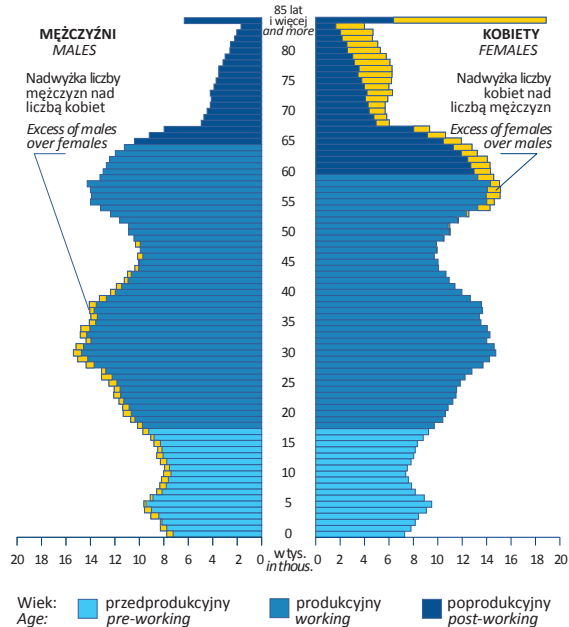 85 lat
i więcej
and more
MĘŻCZYŹNI
MALES
KOBIETY
FEMALES
Nadwyżka liczby
mężczyzn nad
liczbą kobiet
Excess of males
over females
Nadwyżka liczby
kobiet nad
liczbą mężczyzn
Excess of females
over males
80
75
70
65
60
55
50
45
40
35
30
25
20
15
10
5
0
20 18 16 14 12 10 8 6 4 2 0
w tys.
in thous.
0 2 4 6 8 10 12 14 16 18 20
Wiek:
Age:
przedprodukcyjny
pre-working
produkcyjny
working
poprodukcyjny
post-working